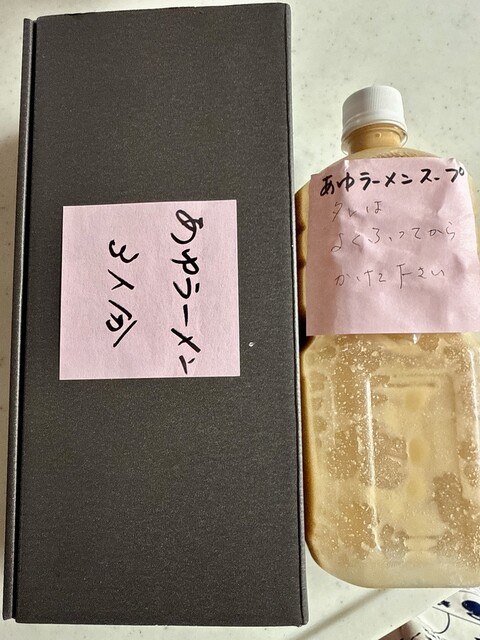 あゆラーメン
3人分
あゆラーメンスープ
タレは
よくふってから
かけて下さい